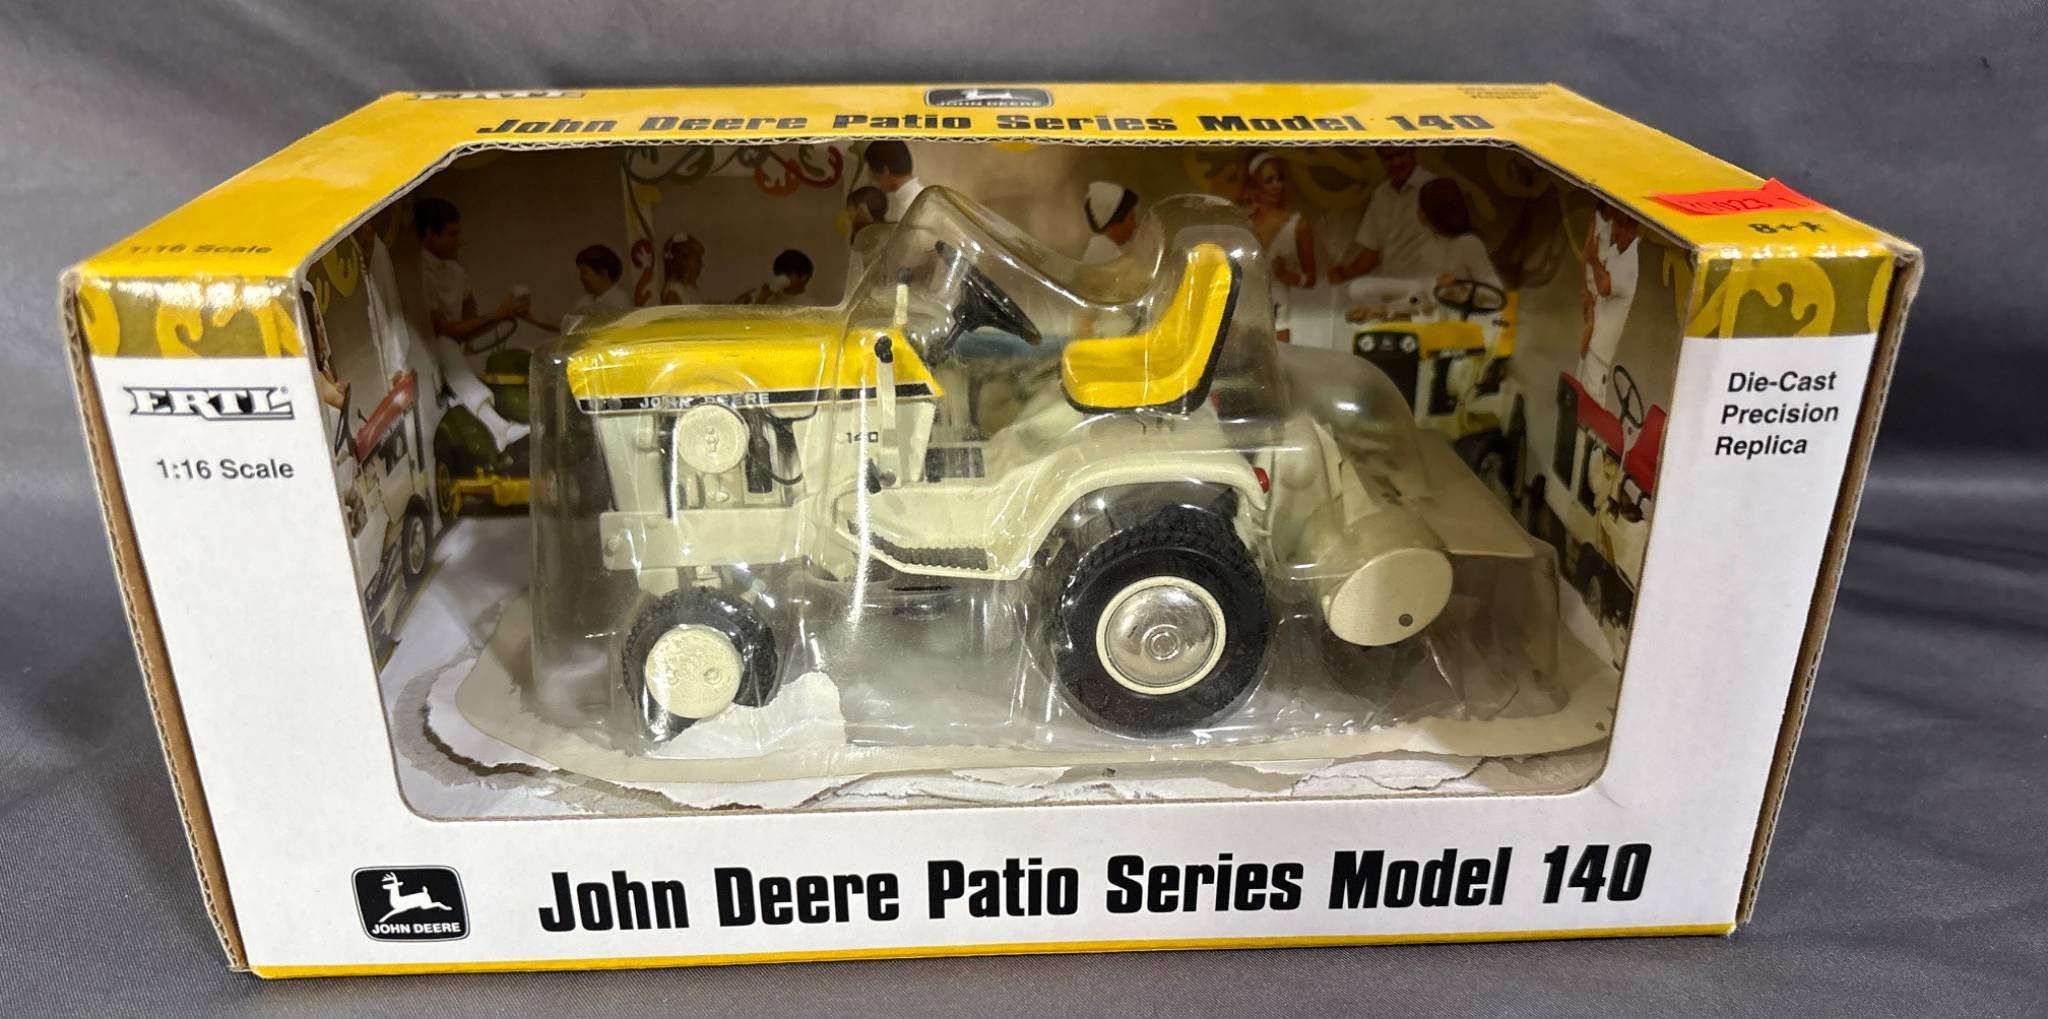 ERTL
JOHN DEERE
John Deere Patio Series Model 140
1:16 Scale
8+
ERTL®
1:16 Scale
Die-Cast
Precision
Replica
JOHN DEERE
140
JOHN DEERE
John Deere Patio Series Model 140